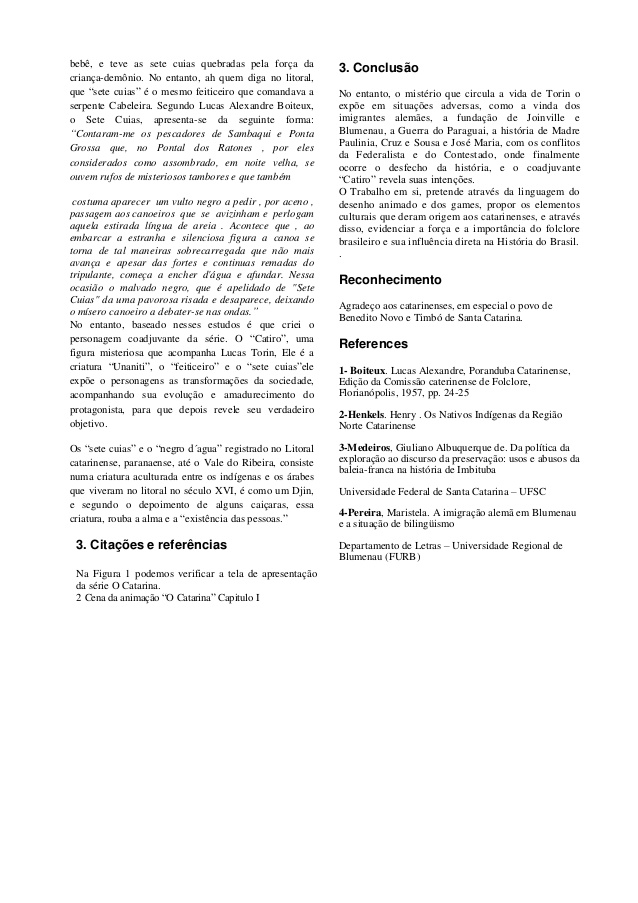 bebê, e teve as sete cuias quebradas pela força da
criança-demônio. No entanto, ah quem diga no litoral,
que “sete cuias” é o mesmo feiticeiro que comandava a
serpente Cabeleira. Segundo Lucas Alexandre Boiteux,
o Sete Cuias, apresenta-se da seguinte forma:
“Contaram-me os pescadores de Sambaqui e Ponta
Grossa que, no Pontal dos Ratones , por eles
considerados como assombrado, em noite velha, se
ouvem rufos de misteriosos tambores e que também
costuma aparecer um vulto negro a pedir , por aceno ,
passagem aos canoeiros que se avizinham e perlogam
aquela estirada língua de areia . Acontece que , ao
embarcar a estranha e silenciosa figura a canoa se
torna de tal maneiras sobrecarregada que não mais
avança e apesar das fortes e continuas remadas do
tripulante, começa a encher d'água e afundar. Nessa
ocasião o malvado negro, que é apelidado de "Sete
Cuias" da uma pavorosa risada e desaparece, deixando
o mísero canoeiro a debater-se nas ondas.”
No entanto, baseado nesses estudos é que criei o
personagem coadjuvante da série. O “Catiro”, uma
figura misteriosa que acompanha Lucas Torin, Ele é a
criatura “Unaniti”, o “feiticeiro” e o “sete cuias”ele
expõe o personagens as transformações da sociedade,
acompanhando sua evolução e amadurecimento do
protagonista, para que depois revele seu verdadeiro
objetivo.
Os “sete cuias” e o “negro d´agua” registrado no Litoral
catarinense, paranaense, até o Vale do Ribeira, consiste
numa criatura aculturada entre os indígenas e os árabes
que viveram no litoral no século XVI, é como um Djin,
e segundo o depoimento de alguns caiçaras, essa
criatura, rouba a alma e a “existência das pessoas.”
3. Citações e referências
Na Figura 1 podemos verificar a tela de apresentação
da série O Catarina.
2 Cena da animação “O Catarina” Capitulo I
3. Conclusão
No entanto, o mistério que circula a vida de Torin o
expõe em situações adversas, como a vinda dos
imigrantes alemães, a fundação de Joinville e
Blumenau, a Guerra do Paraguai, a história de Madre
Paulinia, Cruz e Sousa e José Maria, com os conflitos
da Federalista e do Contestado, onde finalmente
ocorre o desfecho da história, e o coadjuvante
“Catiro” revela suas intenções.
O Trabalho em si, pretende através da linguagem do
desenho animado e dos games, propor os elementos
culturais que deram origem aos catarinenses, e através
disso, evidenciar a força e a importância do folclore
brasileiro e sua influência direta na História do Brasil.
.
Reconhecimento
Agradeço aos catarinenses, em especial o povo de
Benedito Novo e Timbó de Santa Catarina.
References
1- Boiteux. Lucas Alexandre, Poranduba Catarinense,
Edição da Comissão caterinense de Folclore,
Florianópolis, 1957, pp. 24-25
2-Henkels. Henry . Os Nativos Indígenas da Região
Norte Catarinense
3-Medeiros, Giuliano Albuquerque de. Da política da
exploração ao discurso da preservação: usos e abusos da
baleia-franca na história de Imbituba
Universidade Federal de Santa Catarina – UFSC
4-Pereira, Maristela. A imigração alemã em Blumenau
e a situação de bilingüismo
Departamento de Letras – Universidade Regional de
Blumenau (FURB)